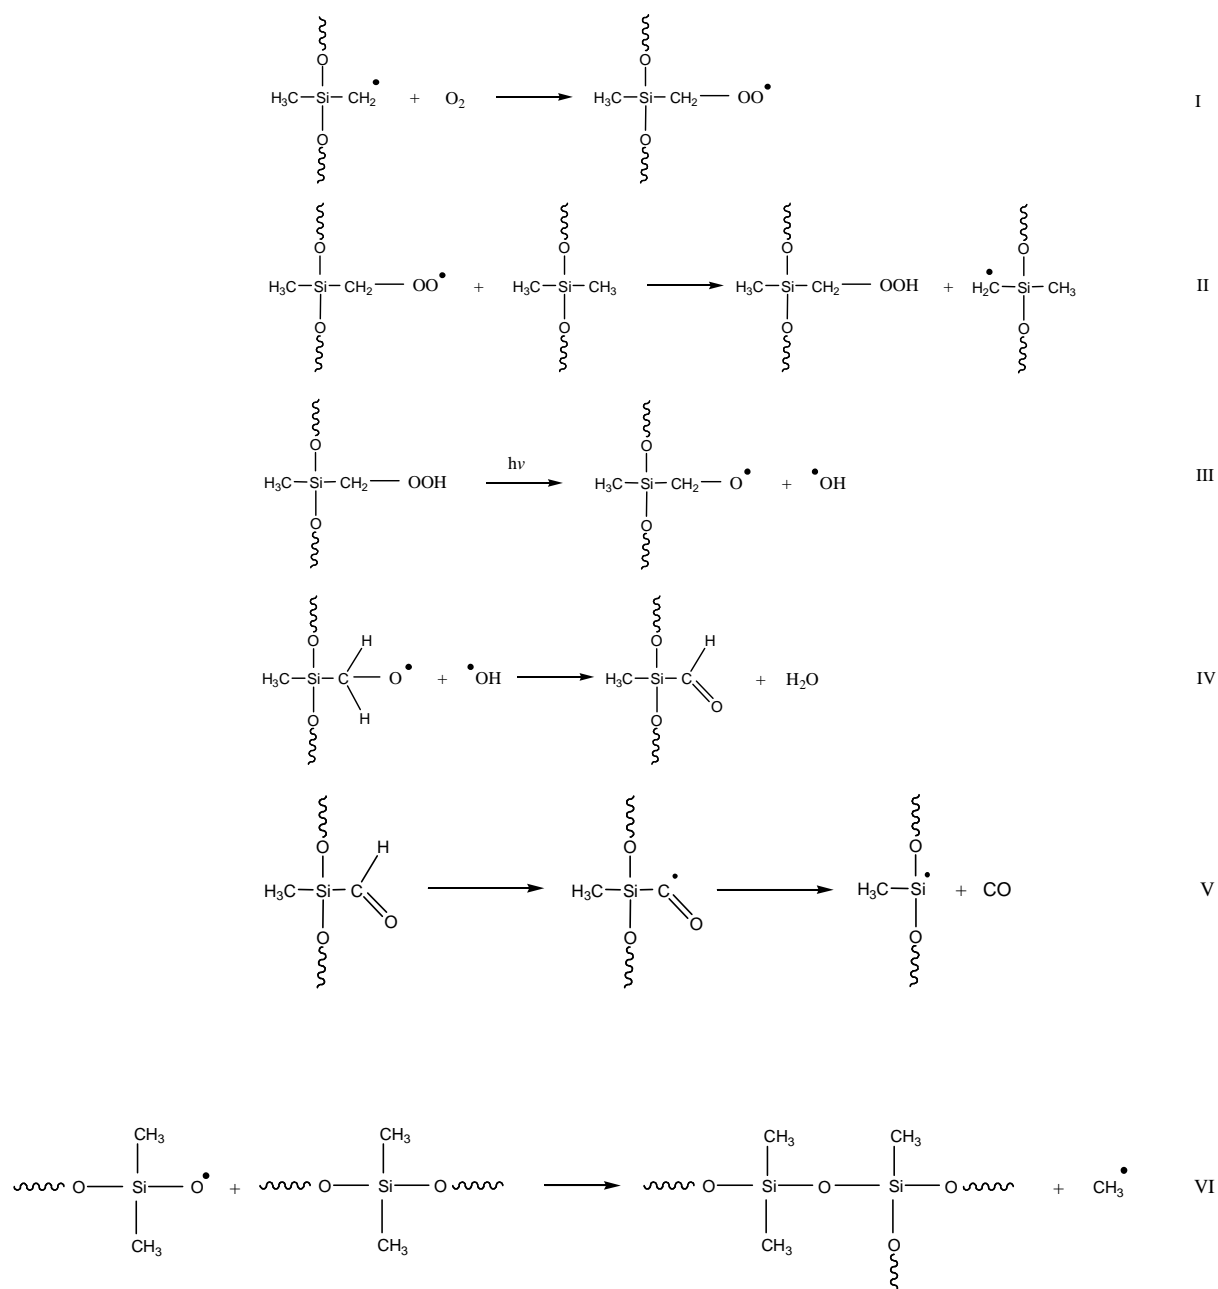 O O
H₃C Si CH₂• + O₂ H₃C Si CH₂ OO• I
O O
O O O O
H₃C Si CH₂ OO• + H₃C Si CH₃ H₃C Si CH₂ OOH + H₂C• Si CH₃ II
O O O O
O O
hν
H₃C Si CH₂ OOH H₃C Si CH₂ O• + •OH III
O O
O H O H
H₃C Si C O• + •OH H₃C Si C + H₂O IV
O H O O
O H O O
H₃C Si C H₃C Si C• H₃C Si• + CO V
O O O O O
CH₃ CH₃ CH₃ CH₃
O Si O• + O Si O O Si O Si O + CH₃• VI
CH₃ CH₃ CH₃ O